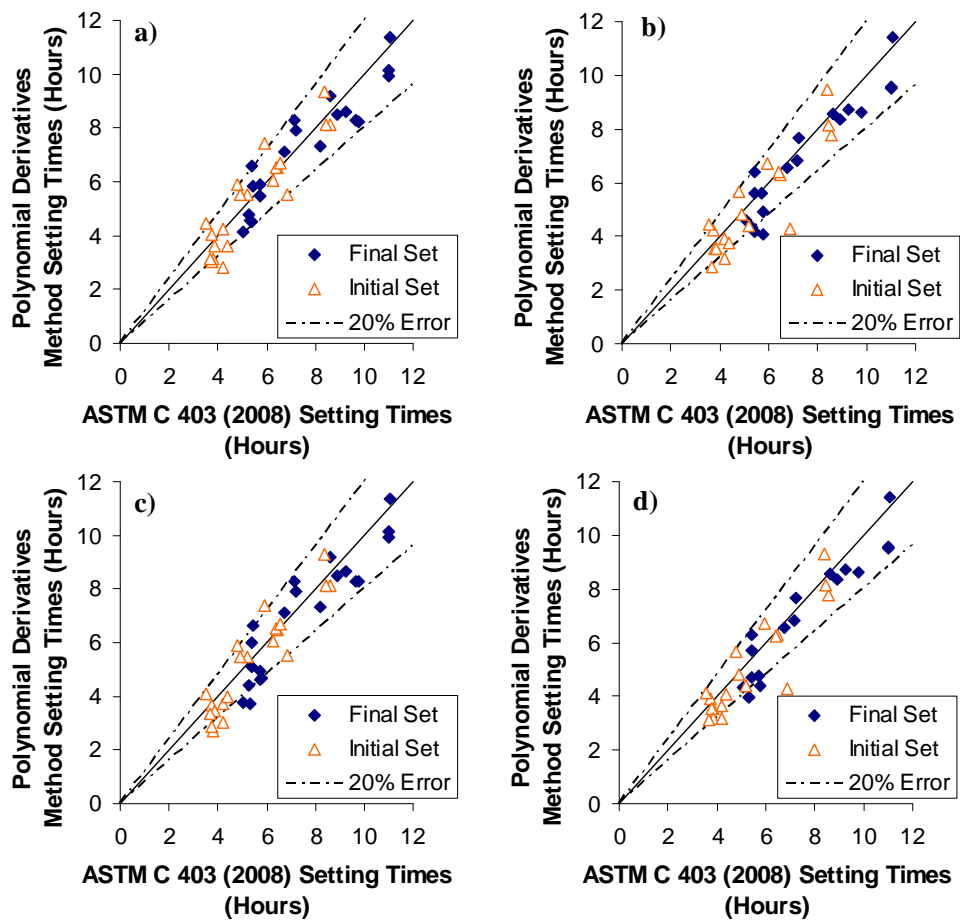 a)
Polynomial Derivatives
Method Setting Times (Hours)
12
10
8
6
4
2
0
Final Set
Initial Set
20% Error
0 2 4 6 8 10 12
ASTM C 403 (2008) Setting Times
(Hours)
b)
Polynomial Derivatives
Method Setting Times (Hours)
12
10
8
6
4
2
0
Final Set
Initial Set
20% Error
0 2 4 6 8 10 12
ASTM C 403 (2008) Setting Times
(Hours)
c)
Polynomial Derivatives
Method Setting Times (Hours)
12
10
8
6
4
2
0
Final Set
Initial Set
20% Error
0 2 4 6 8 10 12
ASTM C 403 (2008) Setting Times
(Hours)
d)
Polynomial Derivatives
Method Setting Times (Hours)
12
10
8
6
4
2
0
Final Set
Initial Set
20% Error
0 2 4 6 8 10 12
ASTM C 403 (2008) Setting Times
(Hours)